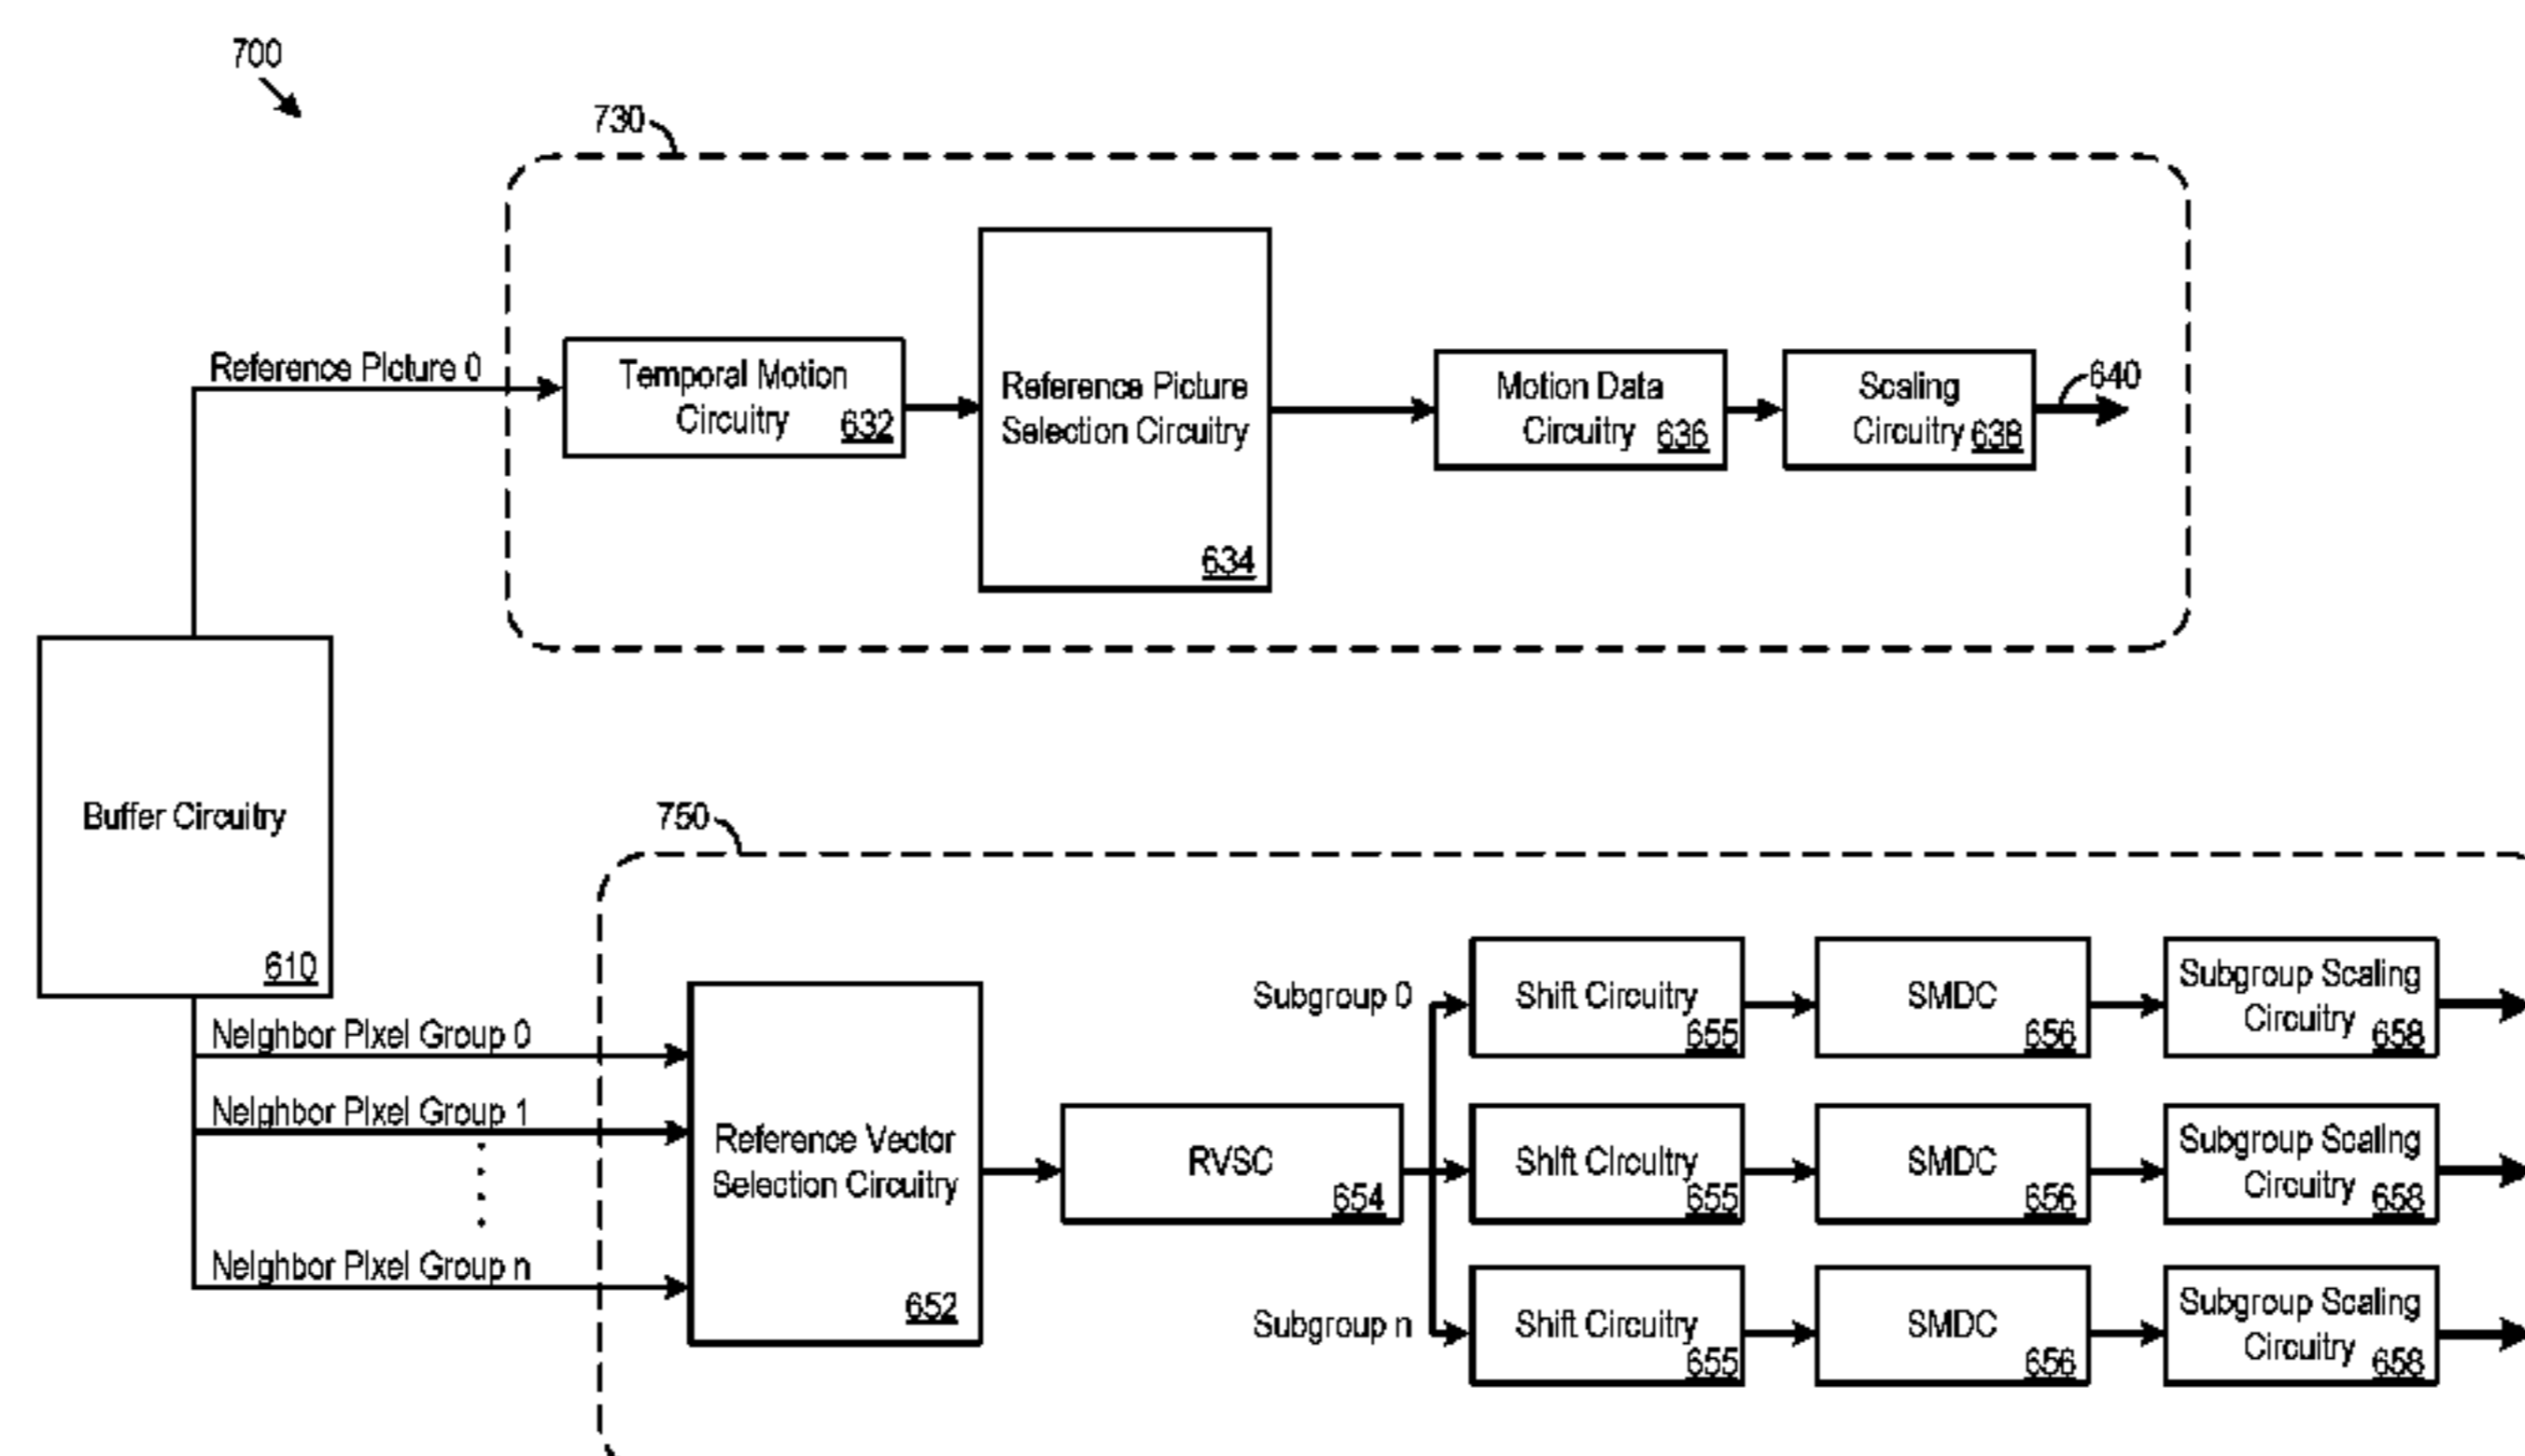 700
730
Reference Picture 0
Temporal Motion
Circuitry 632
Reference Picture
Selection Circuitry
634
Motion Data
Circuitry 636
Scaling
Circuitry 638
640
Buffer Circuitry
610
750
Neighbor Pixel Group 0
Neighbor Pixel Group 1
Neighbor Pixel Group n
Reference Vector
Selection Circuitry
652
RVSC
654
Subgroup 0
Shift Circuitry
655
SMDC
656
Subgroup Scaling
Circuitry 658
Shift Circuitry
655
SMDC
656
Subgroup Scaling
Circuitry 658
Subgroup n
Shift Circuitry
655
SMDC
656
Subgroup Scaling
Circuitry 658